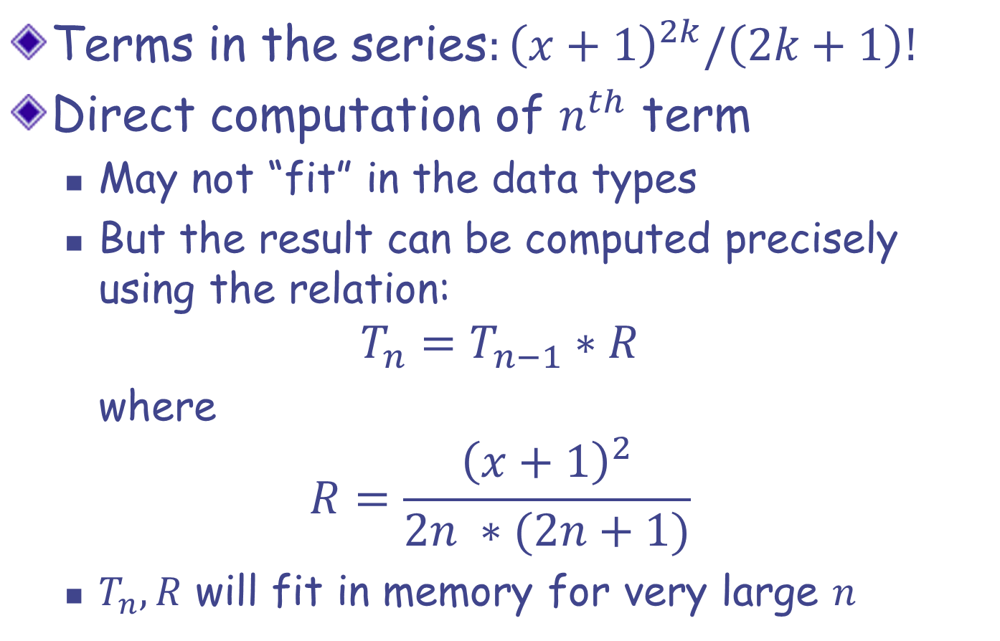 Terms in the series: (x + 1)^{2k}/(2k + 1)!
Direct computation of n^{th} term
May not “fit” in the data types
But the result can be computed precisely
using the relation:
T_n = T_{n−1} ∗ R
where
R = \frac{(x + 1)^2}{2n ∗ (2n + 1)}
T_n, R will fit in memory for very large n